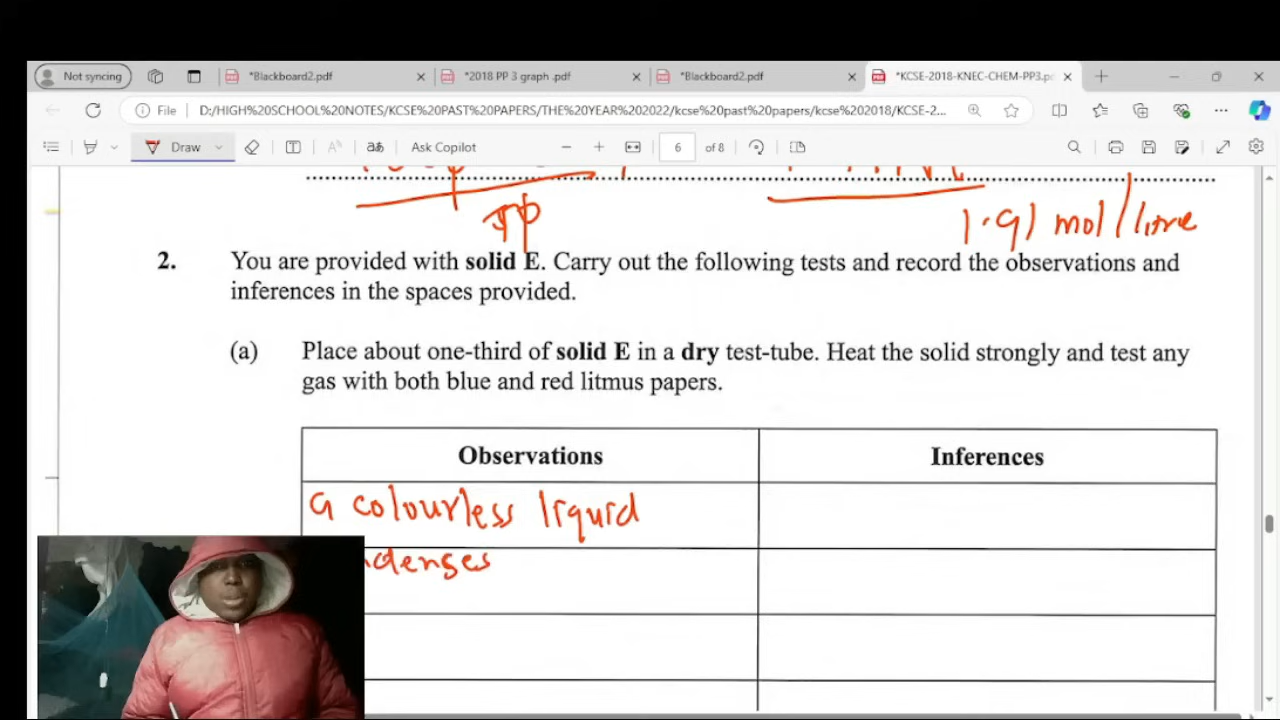 Not syncing
*Blackboard2.pdf
*2018 PP 3 graph .pdf
*Blackboard2.pdf
*KCSE-2018-KNEC-CHEM-PP3.p
File D:/HIGH%20SCHOOL%20NOTES/KCSE%20PAST%20PAPERS/THE%20YEAR%202022/kcse%20past%20papers/kcse%202018/KCSE-2...
Draw
aあ
Ask Copilot
6 of 8
1.91 mol/litre
2. You are provided with solid E. Carry out the following tests and record the observations and
inferences in the spaces provided.
(a) Place about one-third of solid E in a dry test-tube. Heat the solid strongly and test any
gas with both blue and red litmus papers.
Observations
Inferences
a colourless liquid
ndenses